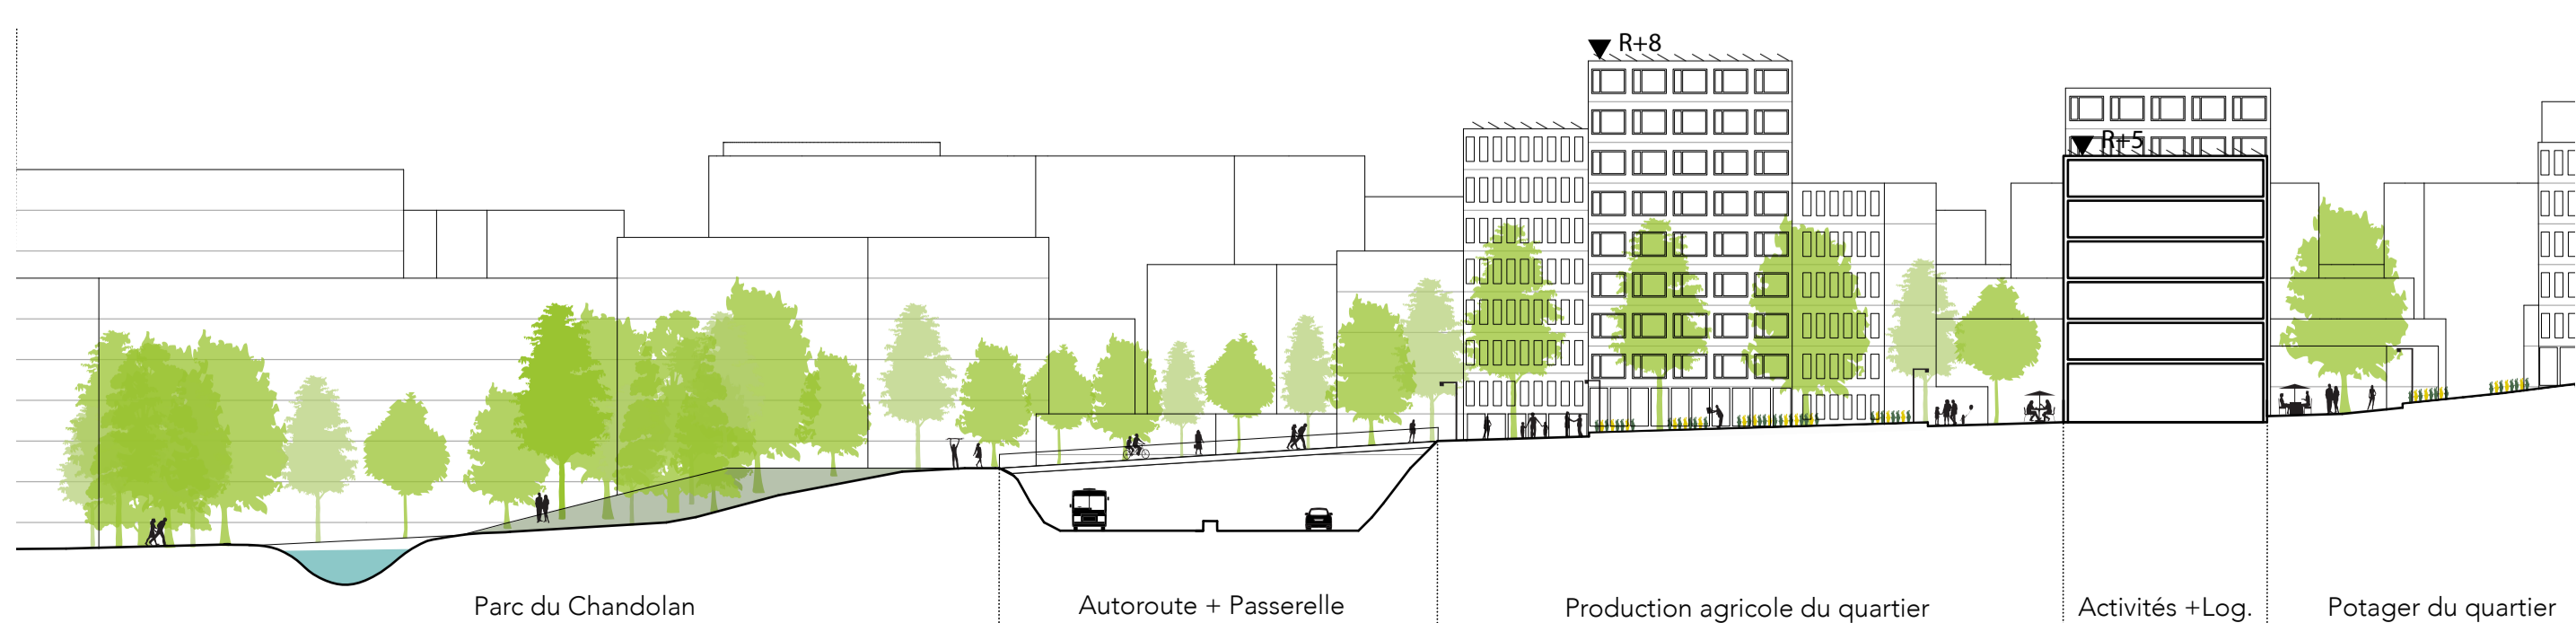 R+8
R+5
Parc du Chandolan
Autoroute + Passerelle
Production agricole du quartier
Activités +Log.
Potager du quartier